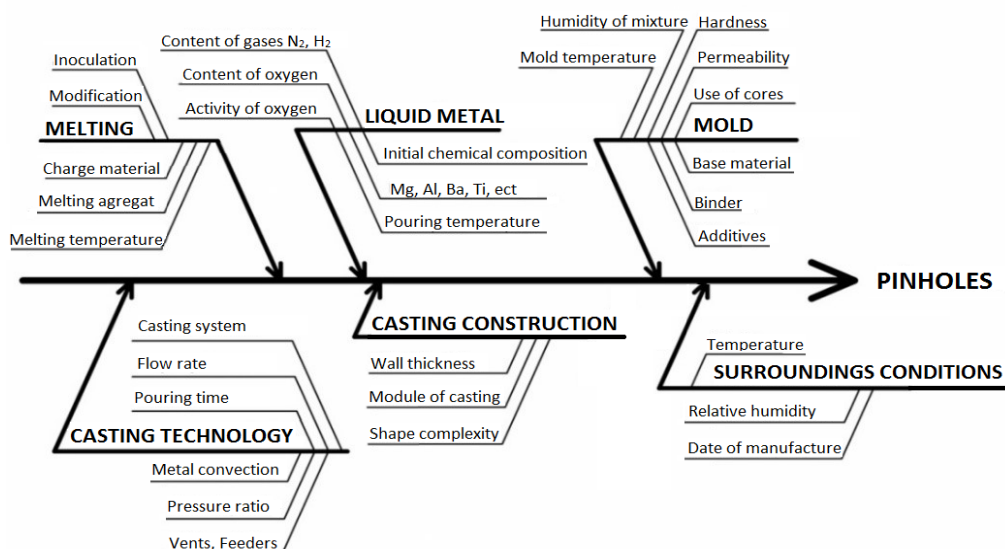 Inoculation
Modification
MELTING
Charge material
Melting agregat
Melting temperature
Content of gases N₂, H₂
Content of oxygen
Activity of oxygen
LIQUID METAL
Initial chemical composition
Mg, Al, Ba, Ti, ect
Pouring temperature
Humidity of mixture
Mold temperature
Hardness
Permeability
Use of cores
MOLD
Base material
Binder
Additives
PINHOLES
Casting system
Flow rate
Pouring time
CASTING TECHNOLOGY
Metal convection
Pressure ratio
Vents, Feeders
CASTING CONSTRUCTION
Wall thickness
Module of casting
Shape complexity
Temperature
SURROUNDINGS CONDITIONS
Relative humidity
Date of manufacture